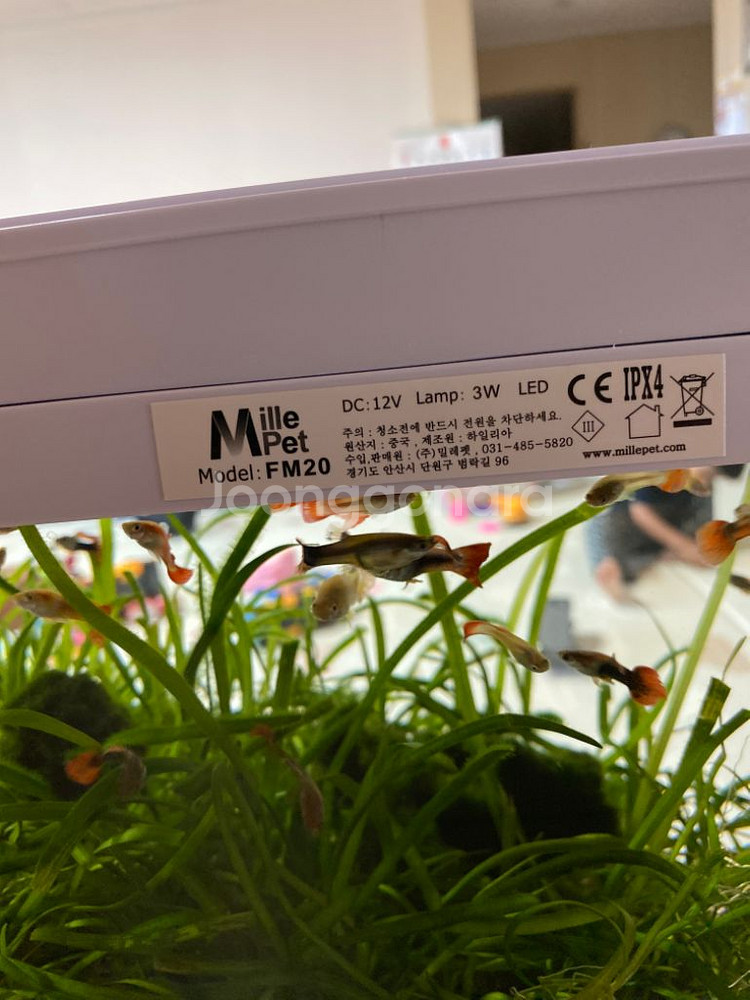 Mille Pet
Model: FM20
DC:12V Lamp: 3W LED
주의 : 청소전에 반드시 전원을 차단하세요.
원산지 : 중국 , 제조원 : 하일리아
수입,판매원 : (주)밀레펫 , 031-485-5820
경기도 안산시 단원구 범락길 96
CE IPX4
III
www.millepet.com
Joonggonara